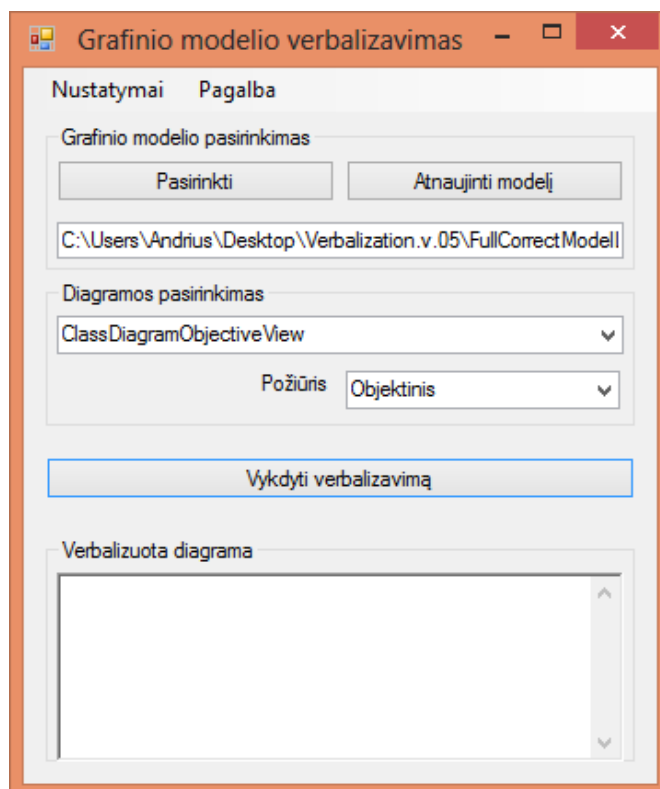 Grafinio modelio verbalizavimas
Nustatymai Pagalba
Grafinio modelio pasirinkimas
Pasirinkti Atnaujinti modelį
C:\Users\Andrius\Desktop\Verbalization.v.05\FullCorrectModell
Diagramos pasirinkimas
ClassDiagramObjectiveView
Požiūris Objektinis
Vykdyti verbalizavimą
Verbalizuota diagrama